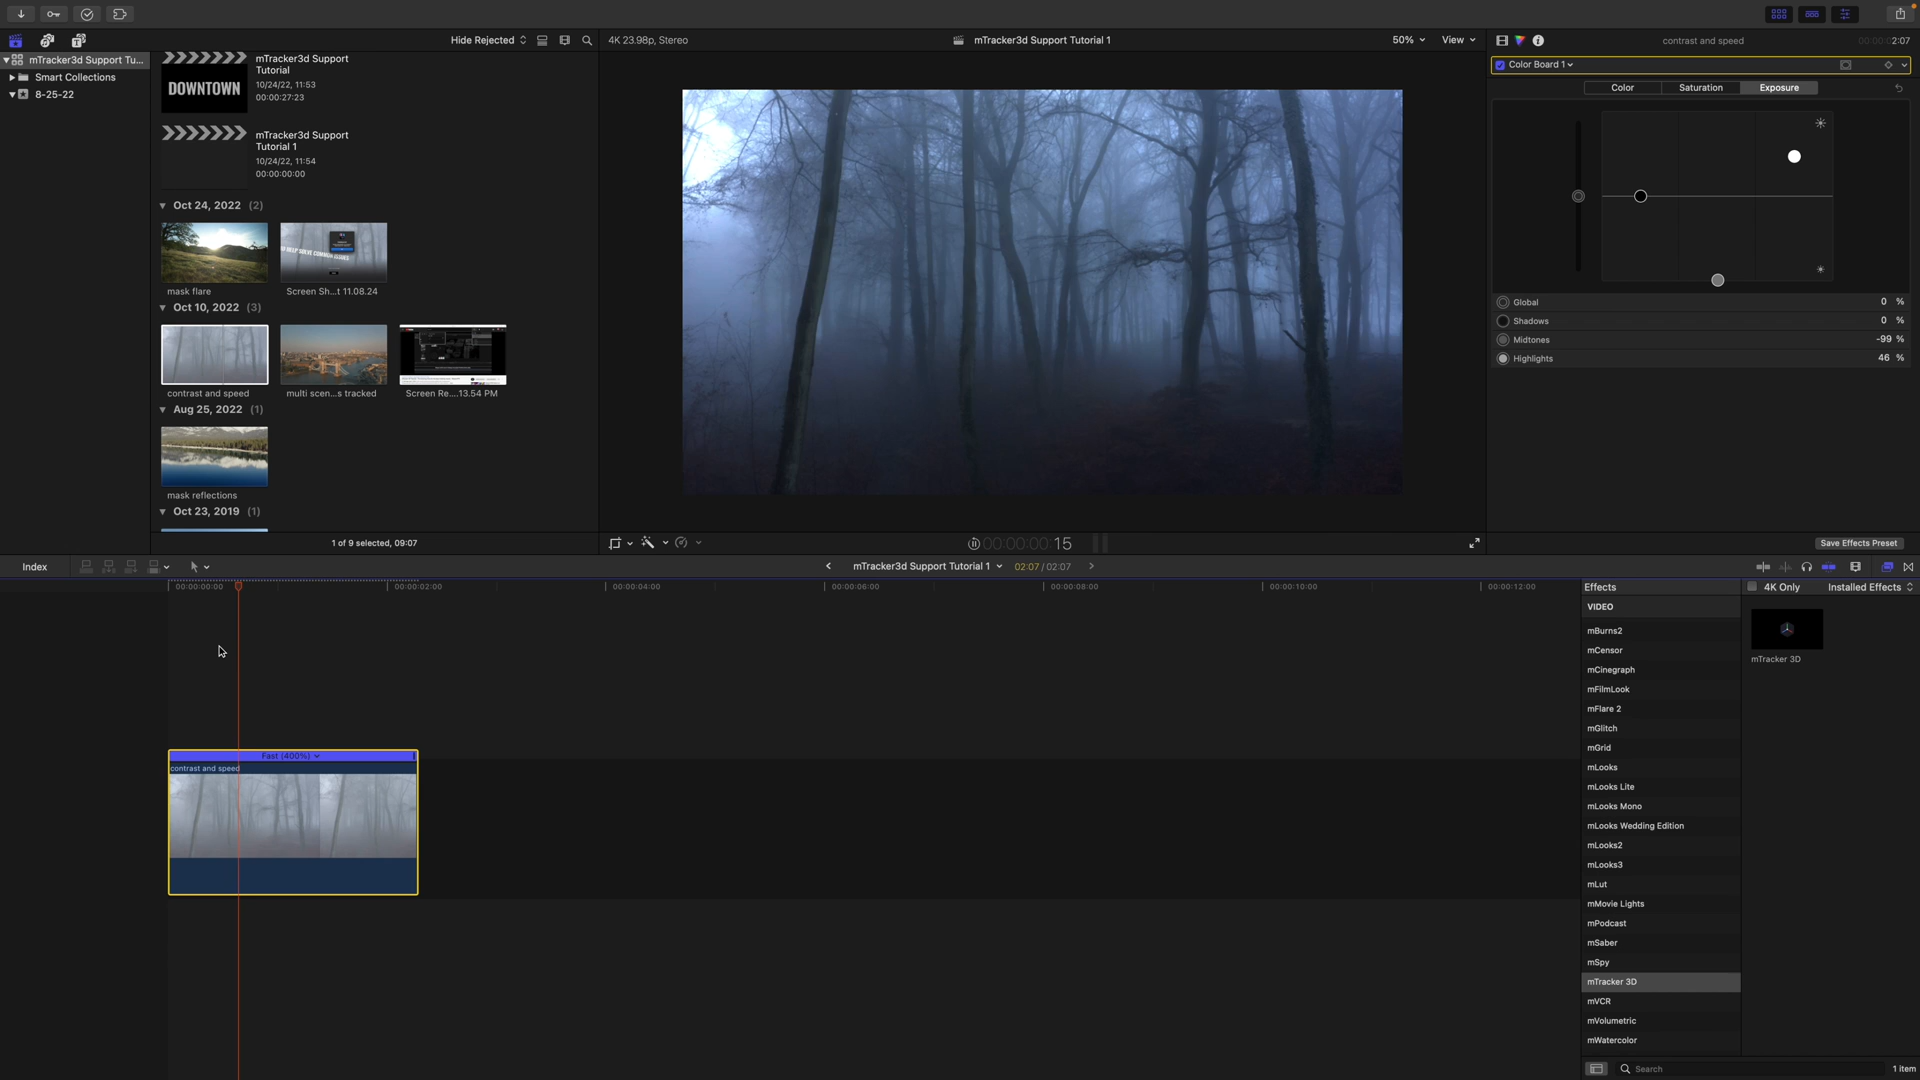 Hide Rejected
4K 23.98p, Stereo
mTracker3d Support Tutorial 1
50%
View
contrast and speed
00:00:02:07
mTracker3d Support Tu...
Smart Collections
8-25-22
DOWNTOWN
mTracker3d Support
Tutorial
10/24/22, 11:53
00:00:27:23
mTracker3d Support
Tutorial 1
10/24/22, 11:54
00:00:00:00
Oct 24, 2022 (2)
mask flare
Screen Sh...t 11.08.24
Oct 10, 2022 (3)
contrast and speed
multi scen...s tracked
Screen Re....13.54 PM
Aug 25, 2022 (1)
mask reflections
Oct 23, 2019 (1)
1 of 9 selected, 09:07
00:00:00:15
Color Board 1
Color
Saturation
Exposure
Global 0 %
Shadows 0 %
Midtones -99 %
Highlights 46 %
Save Effects Preset
Index
mTracker3d Support Tutorial 1
02:07 / 02:07
00:00:00:00
00:00:02:00
00:00:04:00
00:00:06:00
00:00:08:00
00:00:10:00
00:00:12:00
Fast (400%)
contrast and speed
Effects
4K Only
Installed Effects
VIDEO
mBurns2
mCensor
mCinegraph
mFilmLook
mFlare 2
mGlitch
mGrid
mLooks
mLooks Lite
mLooks Mono
mLooks Wedding Edition
mLooks2
mLooks3
mLut
mMovie Lights
mPodcast
mSaber
mSpy
mTracker 3D
mVCR
mVolumetric
mWatercolor
mTracker 3D
Search
1 item